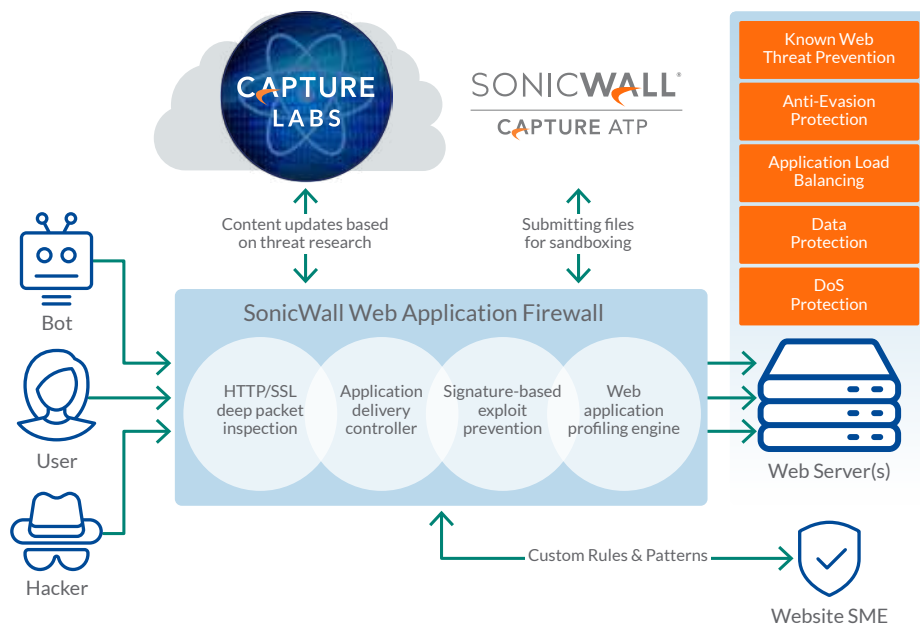 CAPTURE
LABS
SONICWALL®
CAPTURE ATP
Known Web
Threat Prevention
Anti-Evasion
Protection
Application Load
Balancing
Data
Protection
DoS
Protection
Content updates based
on threat research
Submitting files
for sandboxing
Bot
User
Hacker
SonicWall Web Application Firewall
HTTP/SSL
deep packet
inspection
Application
delivery
controller
Signature-based
exploit
prevention
Web
application
profiling engine
Web Server(s)
Custom Rules & Patterns
Website SME